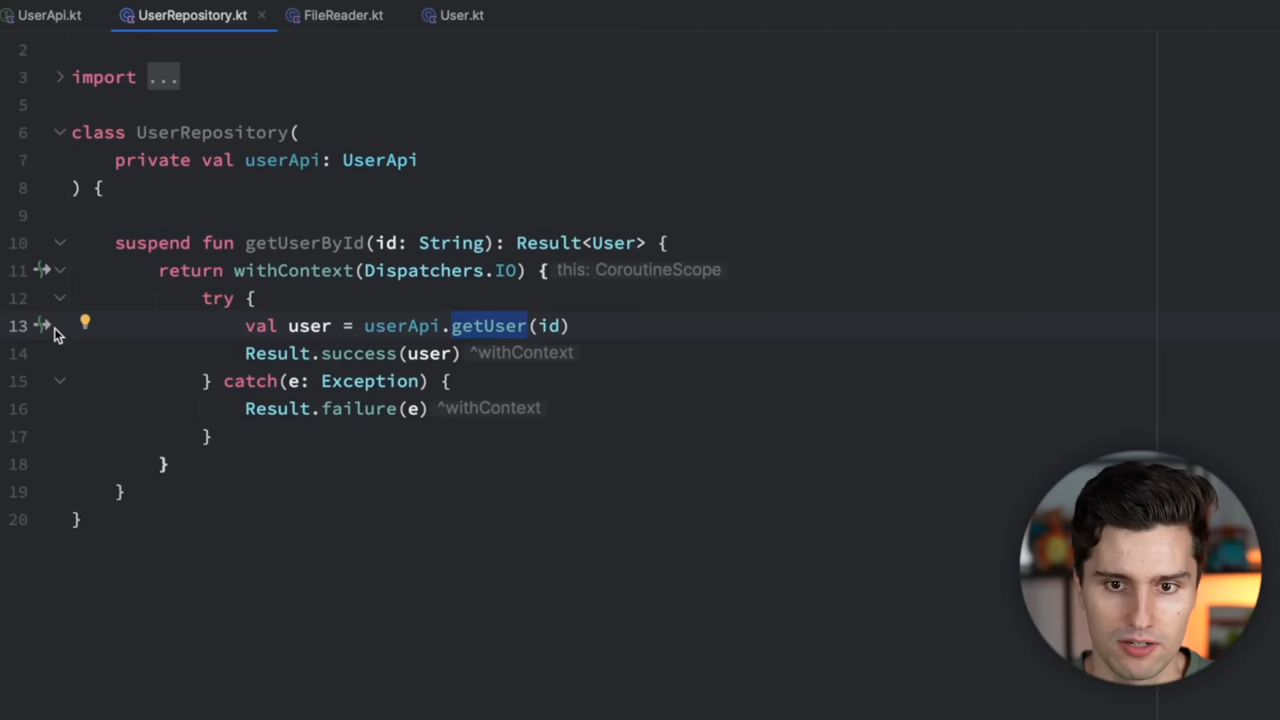 UserApi.kt UserRepository.kt × FileReader.kt User.kt
2
3 import ...
5
6 class UserRepository(
7 private val userApi: UserApi
8 ) {
9
10 suspend fun getUserById(id: String): Result<User> {
11 return withContext(Dispatchers.IO) { this: CoroutineScope
12 try {
13 val user = userApi.getUser(id)
14 Result.success(user) ^withContext
15 } catch(e: Exception) {
16 Result.failure(e) ^withContext
17 }
18 }
19 }
20 }